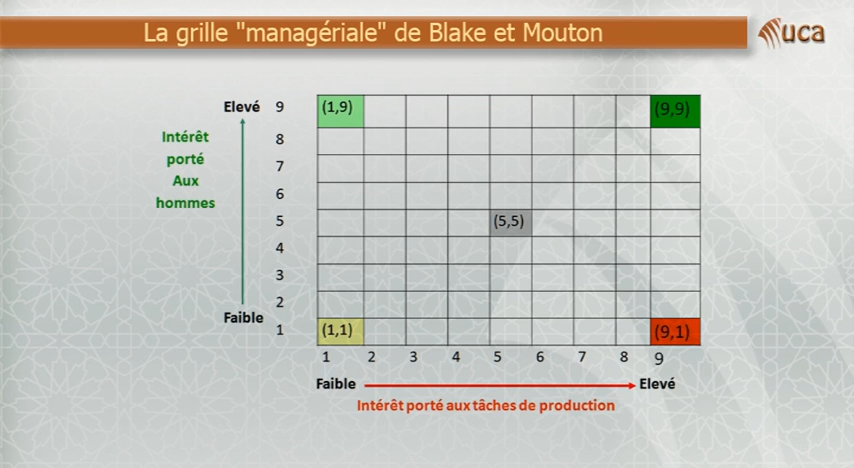 La grille "managériale" de Blake et Mouton
uca
Elevé 9 (1,9) (9,9)
8
Intérêt
porté
Aux
hommes
7
6
5 (5,5)
4
3
2
Faible
1 (1,1) (9,1)
1 2 3 4 5 6 7 8 9
Faible Elevé
Intérêt porté aux tâches de production